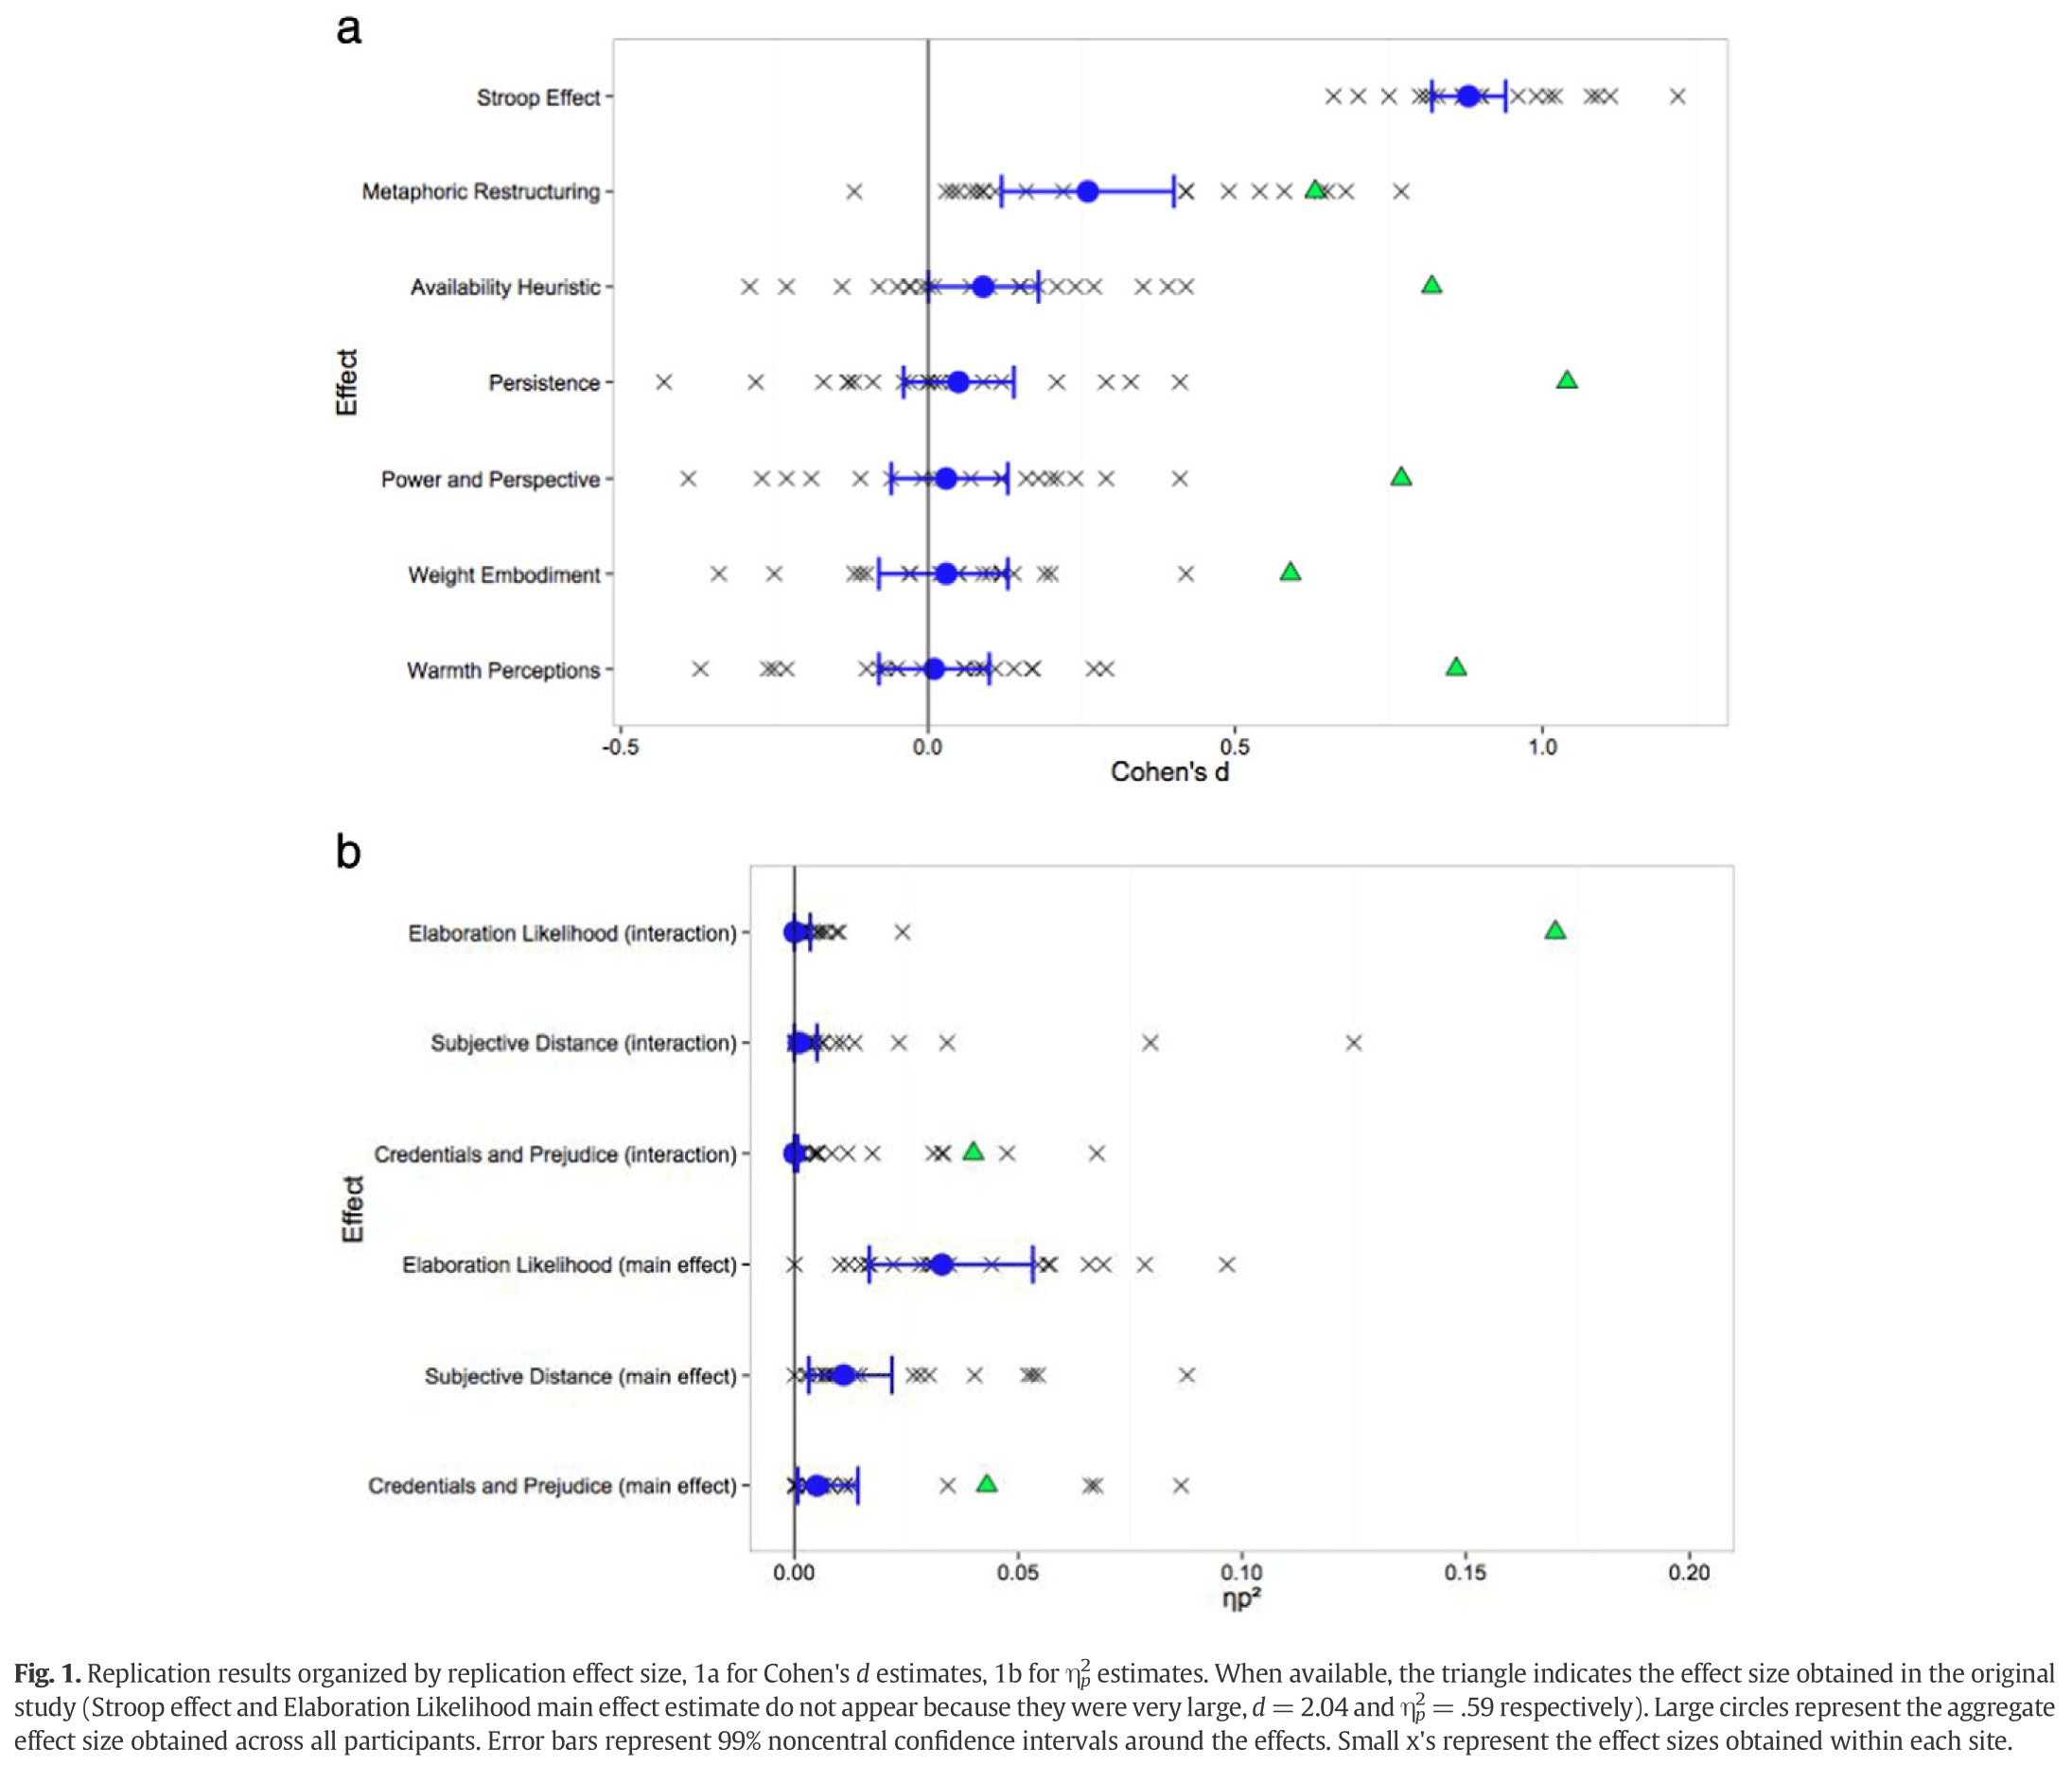 a
Stroop Effect
Metaphoric Restructuring
Availability Heuristic
Persistence
Power and Perspective
Weight Embodiment
Warmth Perceptions
Effect
-0.5 0.0 0.5 1.0
Cohen's d
b
Elaboration Likelihood (interaction)
Subjective Distance (interaction)
Credentials and Prejudice (interaction)
Elaboration Likelihood (main effect)
Subjective Distance (main effect)
Credentials and Prejudice (main effect)
Effect
0.00 0.05 0.10 0.15 0.20
ηp²
Fig. 1. Replication results organized by replication effect size, 1a for Cohen's d estimates, 1b for η²p estimates. When available, the triangle indicates the effect size obtained in the original
study (Stroop effect and Elaboration Likelihood main effect estimate do not appear because they were very large, d = 2.04 and η²p = .59 respectively). Large circles represent the aggregate
effect size obtained across all participants. Error bars represent 99% noncentral confidence intervals around the effects. Small x's represent the effect sizes obtained within each site.